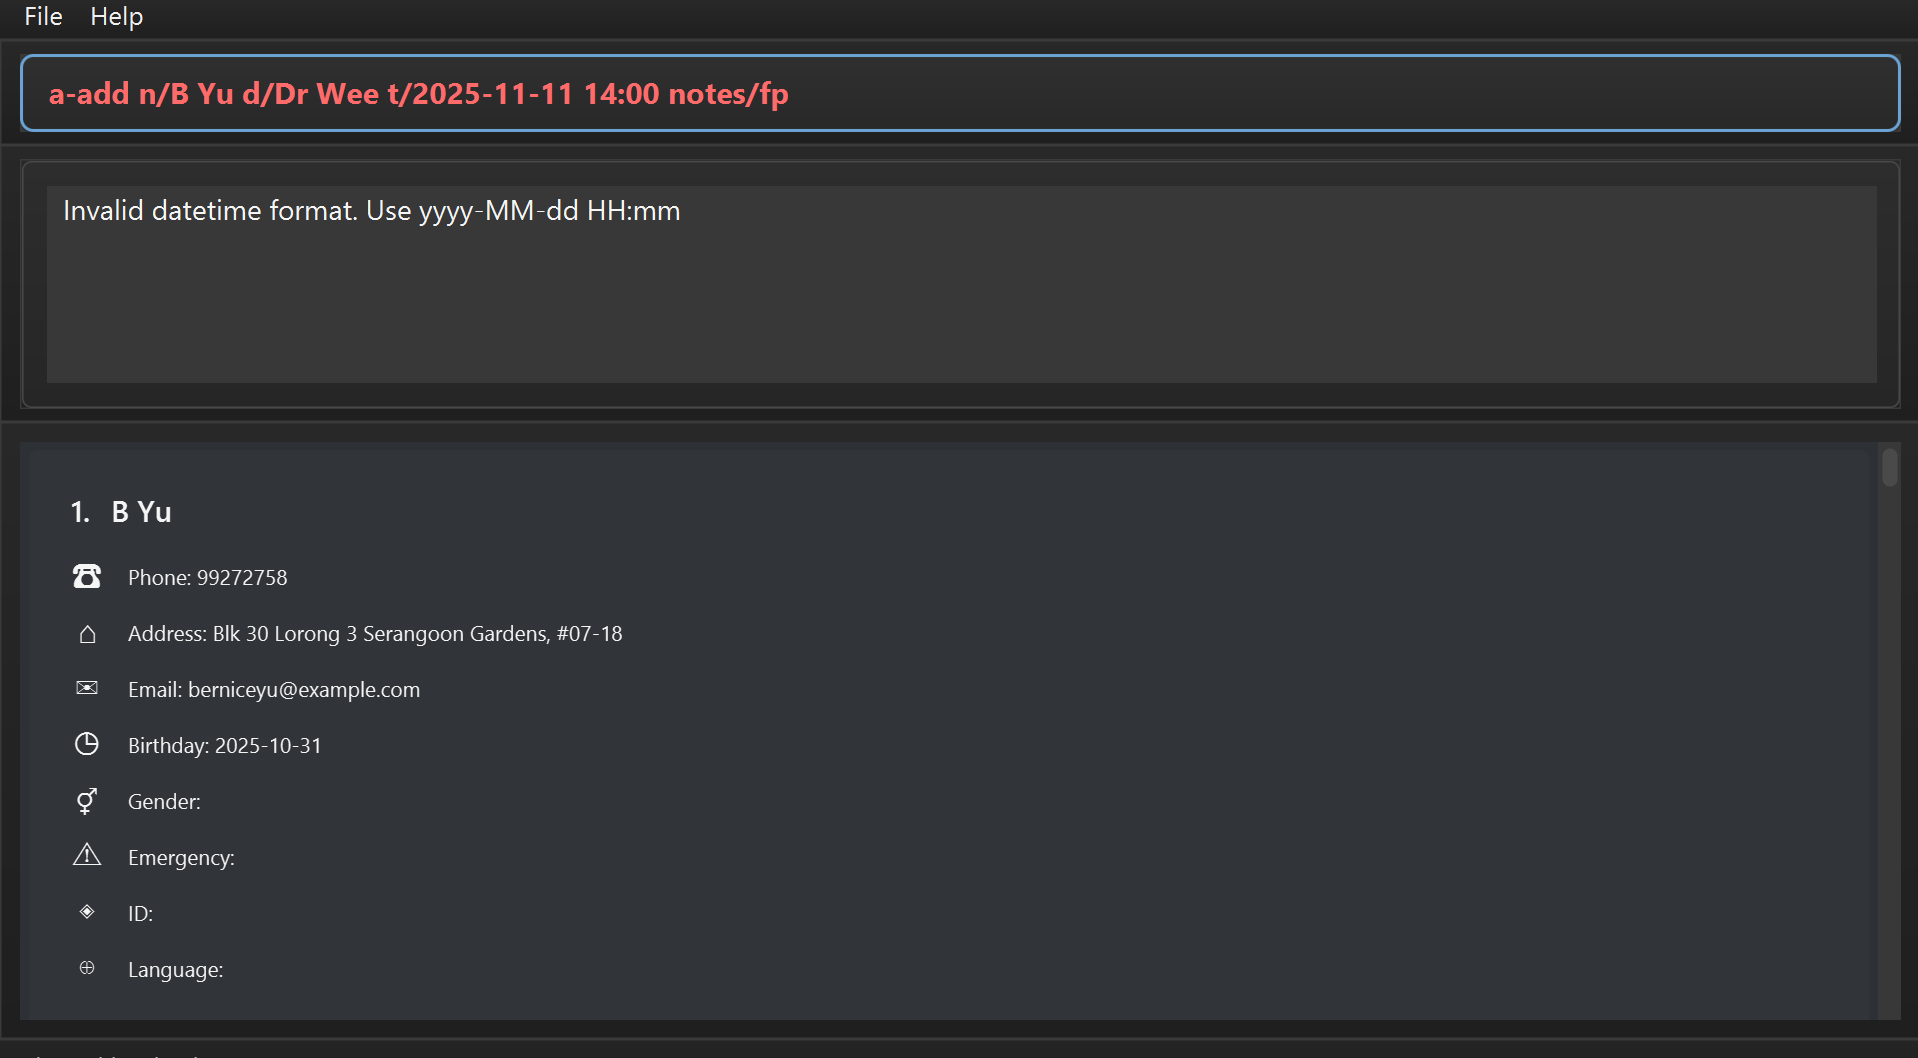 File Help
a-add n/B Yu d/Dr Wee t/2025-11-11 14:00 notes/fp
Invalid datetime format. Use yyyy-MM-dd HH:mm
1. B Yu
Phone: 99272758
Address: Blk 30 Lorong 3 Serangoon Gardens, #07-18
Email: berniceyu@example.com
Birthday: 2025-10-31
Gender:
Emergency:
ID:
Language: